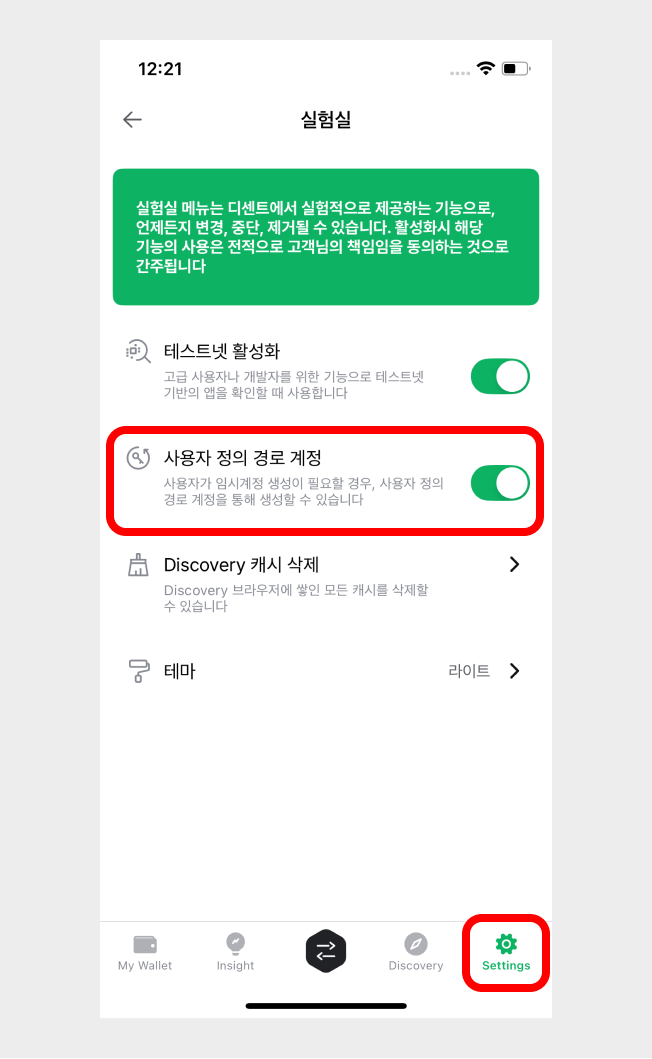 12:21
실험실
실험실 메뉴는 디센트에서 실험적으로 제공하는 기능으로,
언제든지 변경, 중단, 제거될 수 있습니다. 활성화시 해당
기능의 사용은 전적으로 고객님의 책임임을 동의하는 것으로
간주됩니다
테스트넷 활성화
고급 사용자나 개발자를 위한 기능으로 테스트넷
기반의 앱을 확인할 때 사용합니다
사용자 정의 경로 계정
사용자가 임시계정 생성이 필요할 경우, 사용자 정의
경로 계정을 통해 생성할 수 있습니다
Discovery 캐시 삭제
Discovery 브라우저에 쌓인 모든 캐시를 삭제할
수 있습니다
테마 라이트
My Wallet Insight Discovery Settings